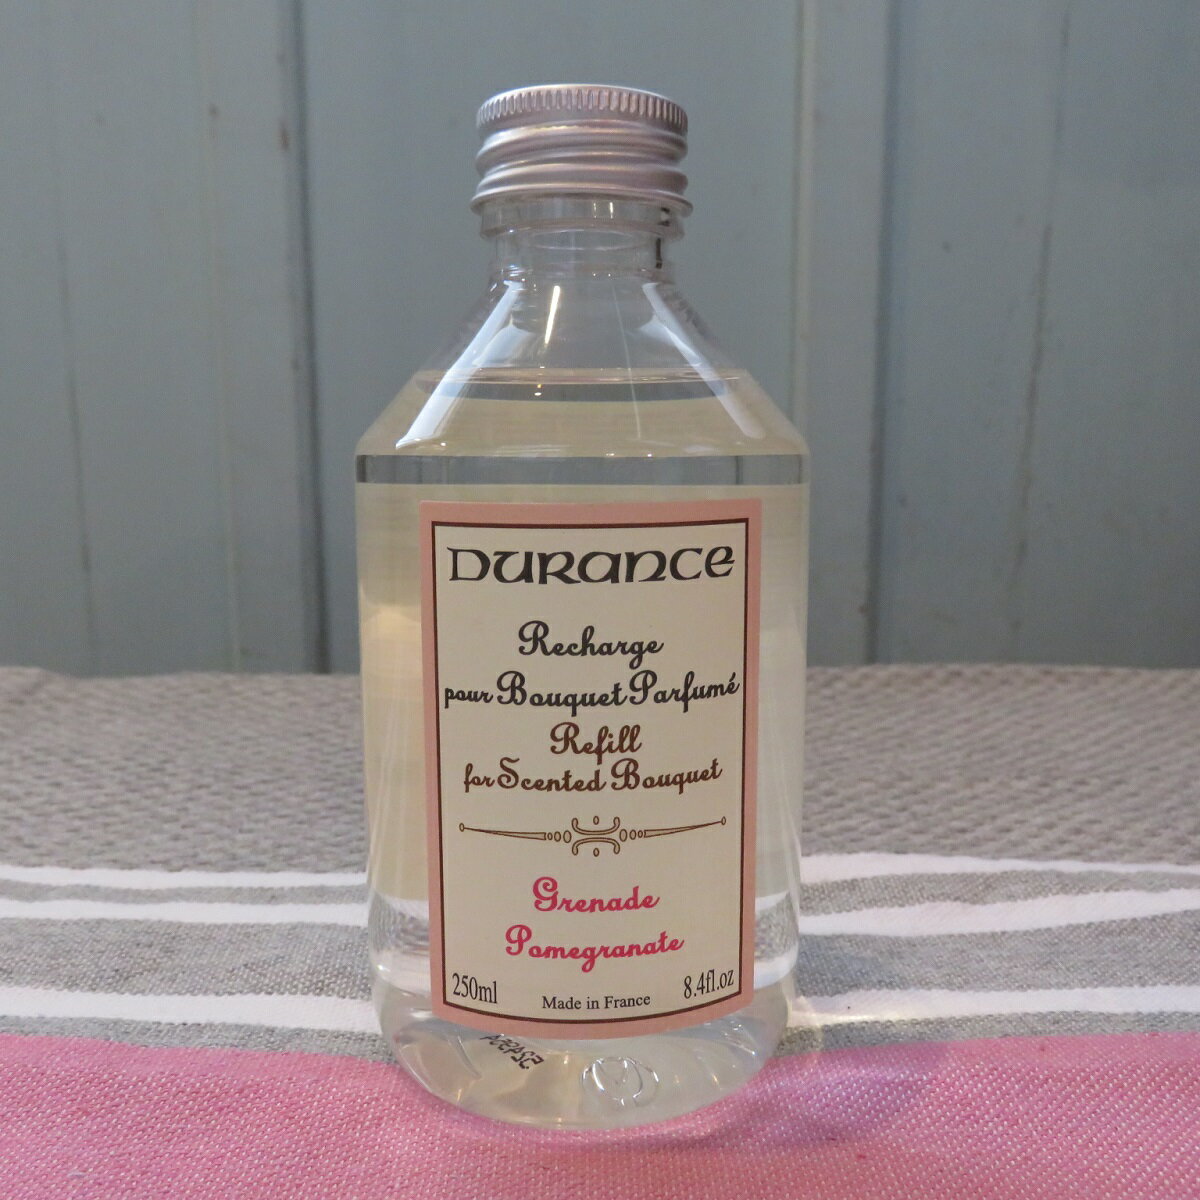 DURANCE
Recharge
pour Bouquet Parfumé
Refill
for Scented Bouquet
Grenade
Pomegranate
250ml Made in France 8.4fl.oz